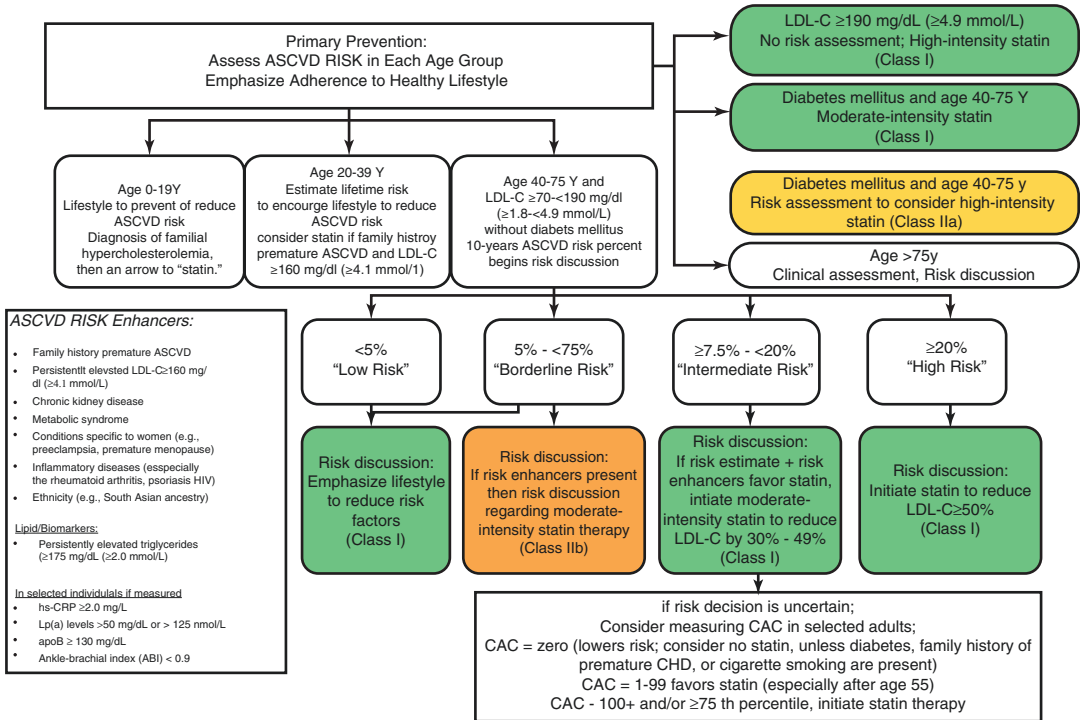 Primary Prevention:
Assess ASCVD RISK in Each Age Group
Emphasize Adherence to Healthy Lifestyle
LDL-C ≥190 mg/dL (≥4.9 mmol/L)
No risk assessment; High-intensity statin
(Class I)
Diabetes mellitus and age 40-75 Y
Moderate-intensity statin
(Class I)
Diabetes mellitus and age 40-75 y
Risk assessment to consider high-intensity
statin (Class IIa)
Age >75y
Clinical assessment, Risk discussion
Age 0-19Y
Lifestyle to prevent of reduce
ASCVD risk
Diagnosis of familial
hypercholesterolemia,
then an arrow to “statin.”
Age 20-39 Y
Estimate lifetime risk
to encourge lifestyle to reduce
ASCVD risk
consider statin if family histroy
premature ASCVD and LDL-C
≥160 mg/dl (≥4.1 mmol/1)
Age 40-75 Y and
LDL-C ≥70-<190 mg/dl
(≥1.8-<4.9 mmol/L)
without diabets mellitus
10-years ASCVD risk percent
begins risk discussion
ASCVD RISK Enhancers:
• Family history premature ASCVD
• Persistentlt elevsted LDL-C≥160 mg/
dl (≥4.1 mmol/L)
• Chronic kidney disease
• Metabolic syndrome
• Conditions specific to women (e.g.,
preeclampsia, premature menopause)
• Inflammatory diseases (esspecially
the rheumatoid arthritis, psoriasis HIV)
• Ethnicity (e.g., South Asian ancestry)
Lipid/Biomarkers:
• Persistently elevated triglycerides
(≥175 mg/dL (≥2.0 mmol/L)
In selected individulals if measured
• hs-CRP ≥2.0 mg/L
• Lp(a) levels >50 mg/dL or > 125 nmol/L
• apoB ≥ 130 mg/dL
• Ankle-brachial index (ABI) < 0.9
<5%
“Low Risk”
5% - <75%
“Borderline Risk”
≥7.5% - <20%
“Intermediate Risk”
≥20%
“High Risk”
Risk discussion:
Emphasize lifestyle
to reduce risk
factors
(Class I)
Risk discussion:
If risk enhancers present
then risk discussion
regarding moderate-
intensity statin therapy
(Class IIb)
Risk discussion:
If risk estimate + risk
enhancers favor statin,
intiate moderate-
intensity statin to reduce
LDL-C by 30% - 49%
(Class I)
Risk discussion:
Initiate statin to reduce
LDL-C≥50%
(Class I)
if risk decision is uncertain;
Consider measuring CAC in selected adults;
CAC = zero (lowers risk; consider no statin, unless diabetes, family history of
premature CHD, or cigarette smoking are present)
CAC = 1-99 favors statin (especially after age 55)
CAC - 100+ and/or ≥75 th percentile, initiate statin therapy